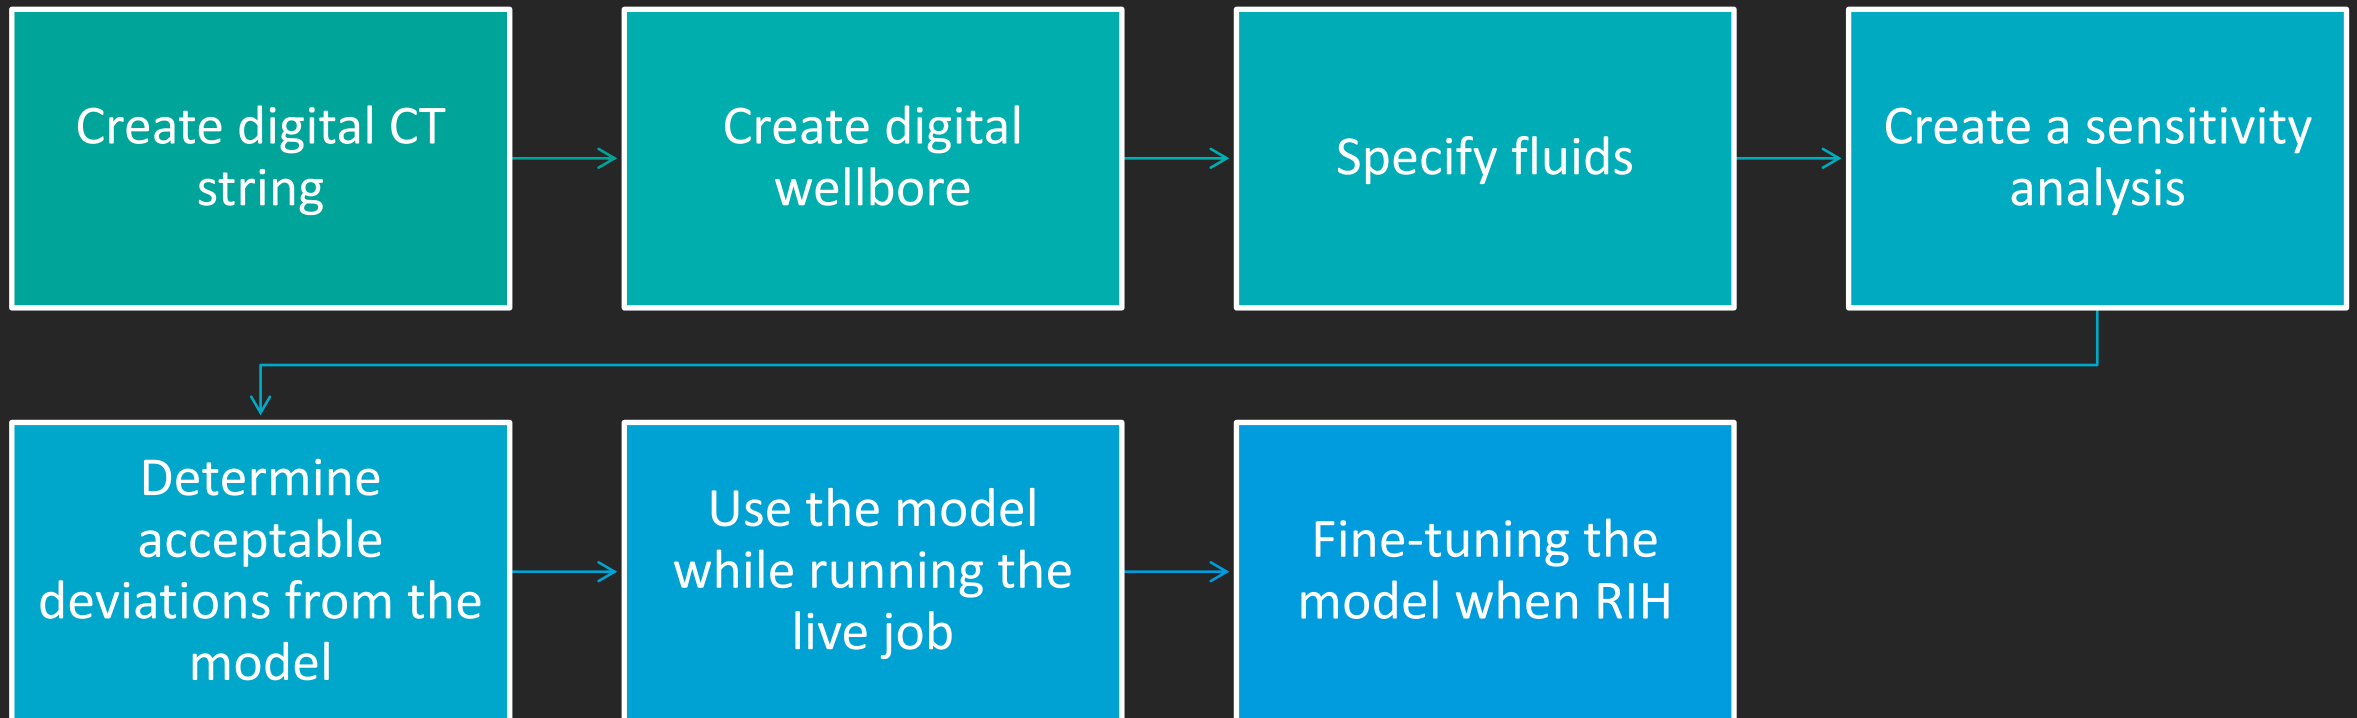 Create digital CT
string
Create digital
wellbore
Specify fluids
Create a sensitivity
analysis
Determine
acceptable
deviations from the
model
Use the model
while running the
live job
Fine-tuning the
model when RIH